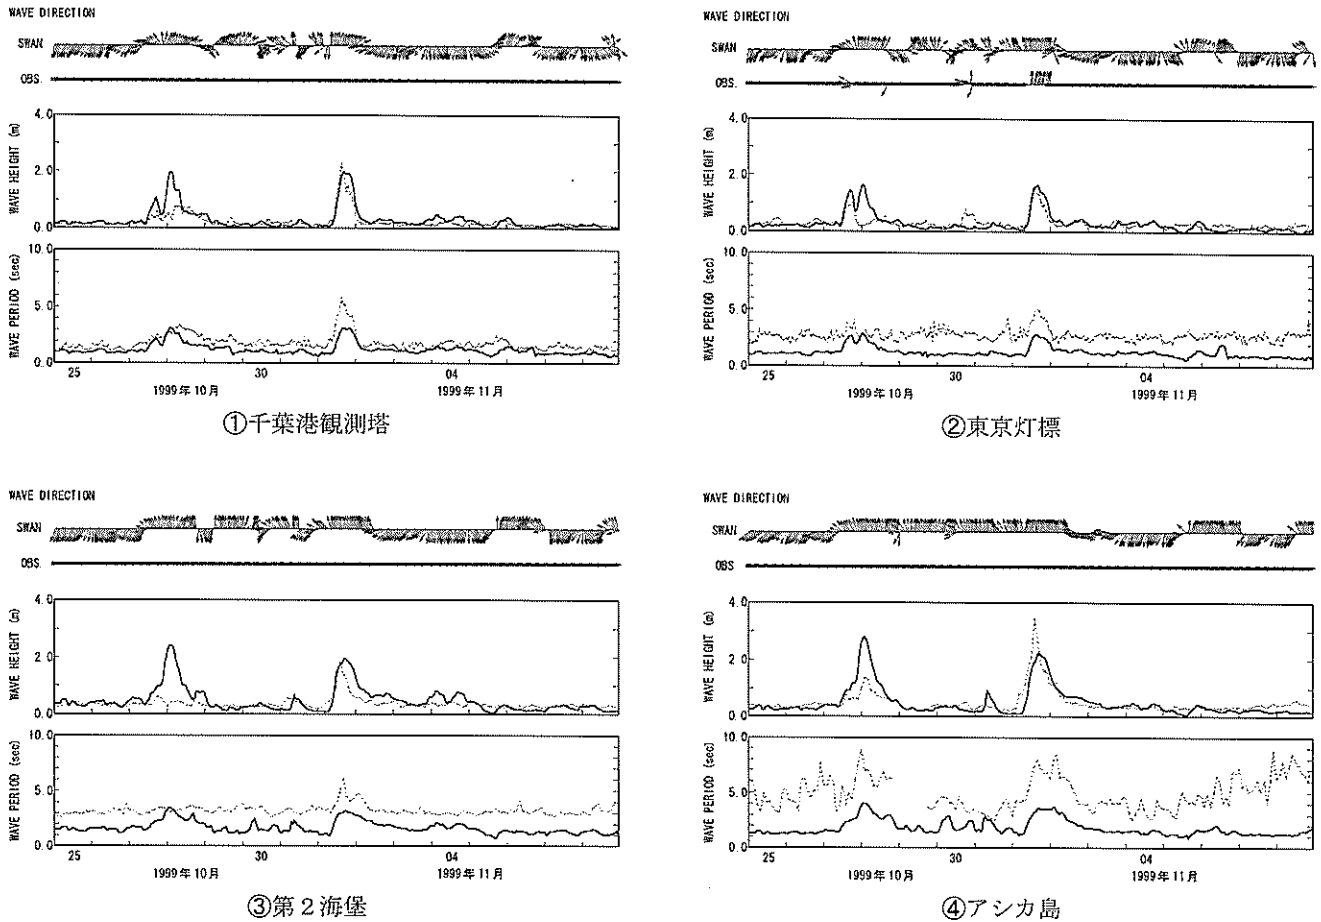 WAVE DIRECTION
SWAN
OBS.
WAVE HEIGHT (m)
4.0
2.0
0.0
WAVE PERIOD (sec)
10.0
5.0
0.0
25 30 04
1999年10月 1999年11月
①千葉港観測塔
WAVE DIRECTION
SWAN
OBS.
WAVE HEIGHT (m)
4.0
2.0
0.0
WAVE PERIOD (sec)
10.0
5.0
0.0
25 30 04
1999年10月 1999年11月
②東京灯標
WAVE DIRECTION
SWAN
OBS.
WAVE HEIGHT (m)
4.0
2.0
0.0
WAVE PERIOD (sec)
10.0
5.0
0.0
25 30 04
1999年10月 1999年11月
③第2海堡
WAVE DIRECTION
SWAN
OBS.
WAVE HEIGHT (m)
4.0
2.0
0.0
WAVE PERIOD (sec)
10.0
5.0
0.0
25 30 04
1999年10月 1999年11月
④アシカ島